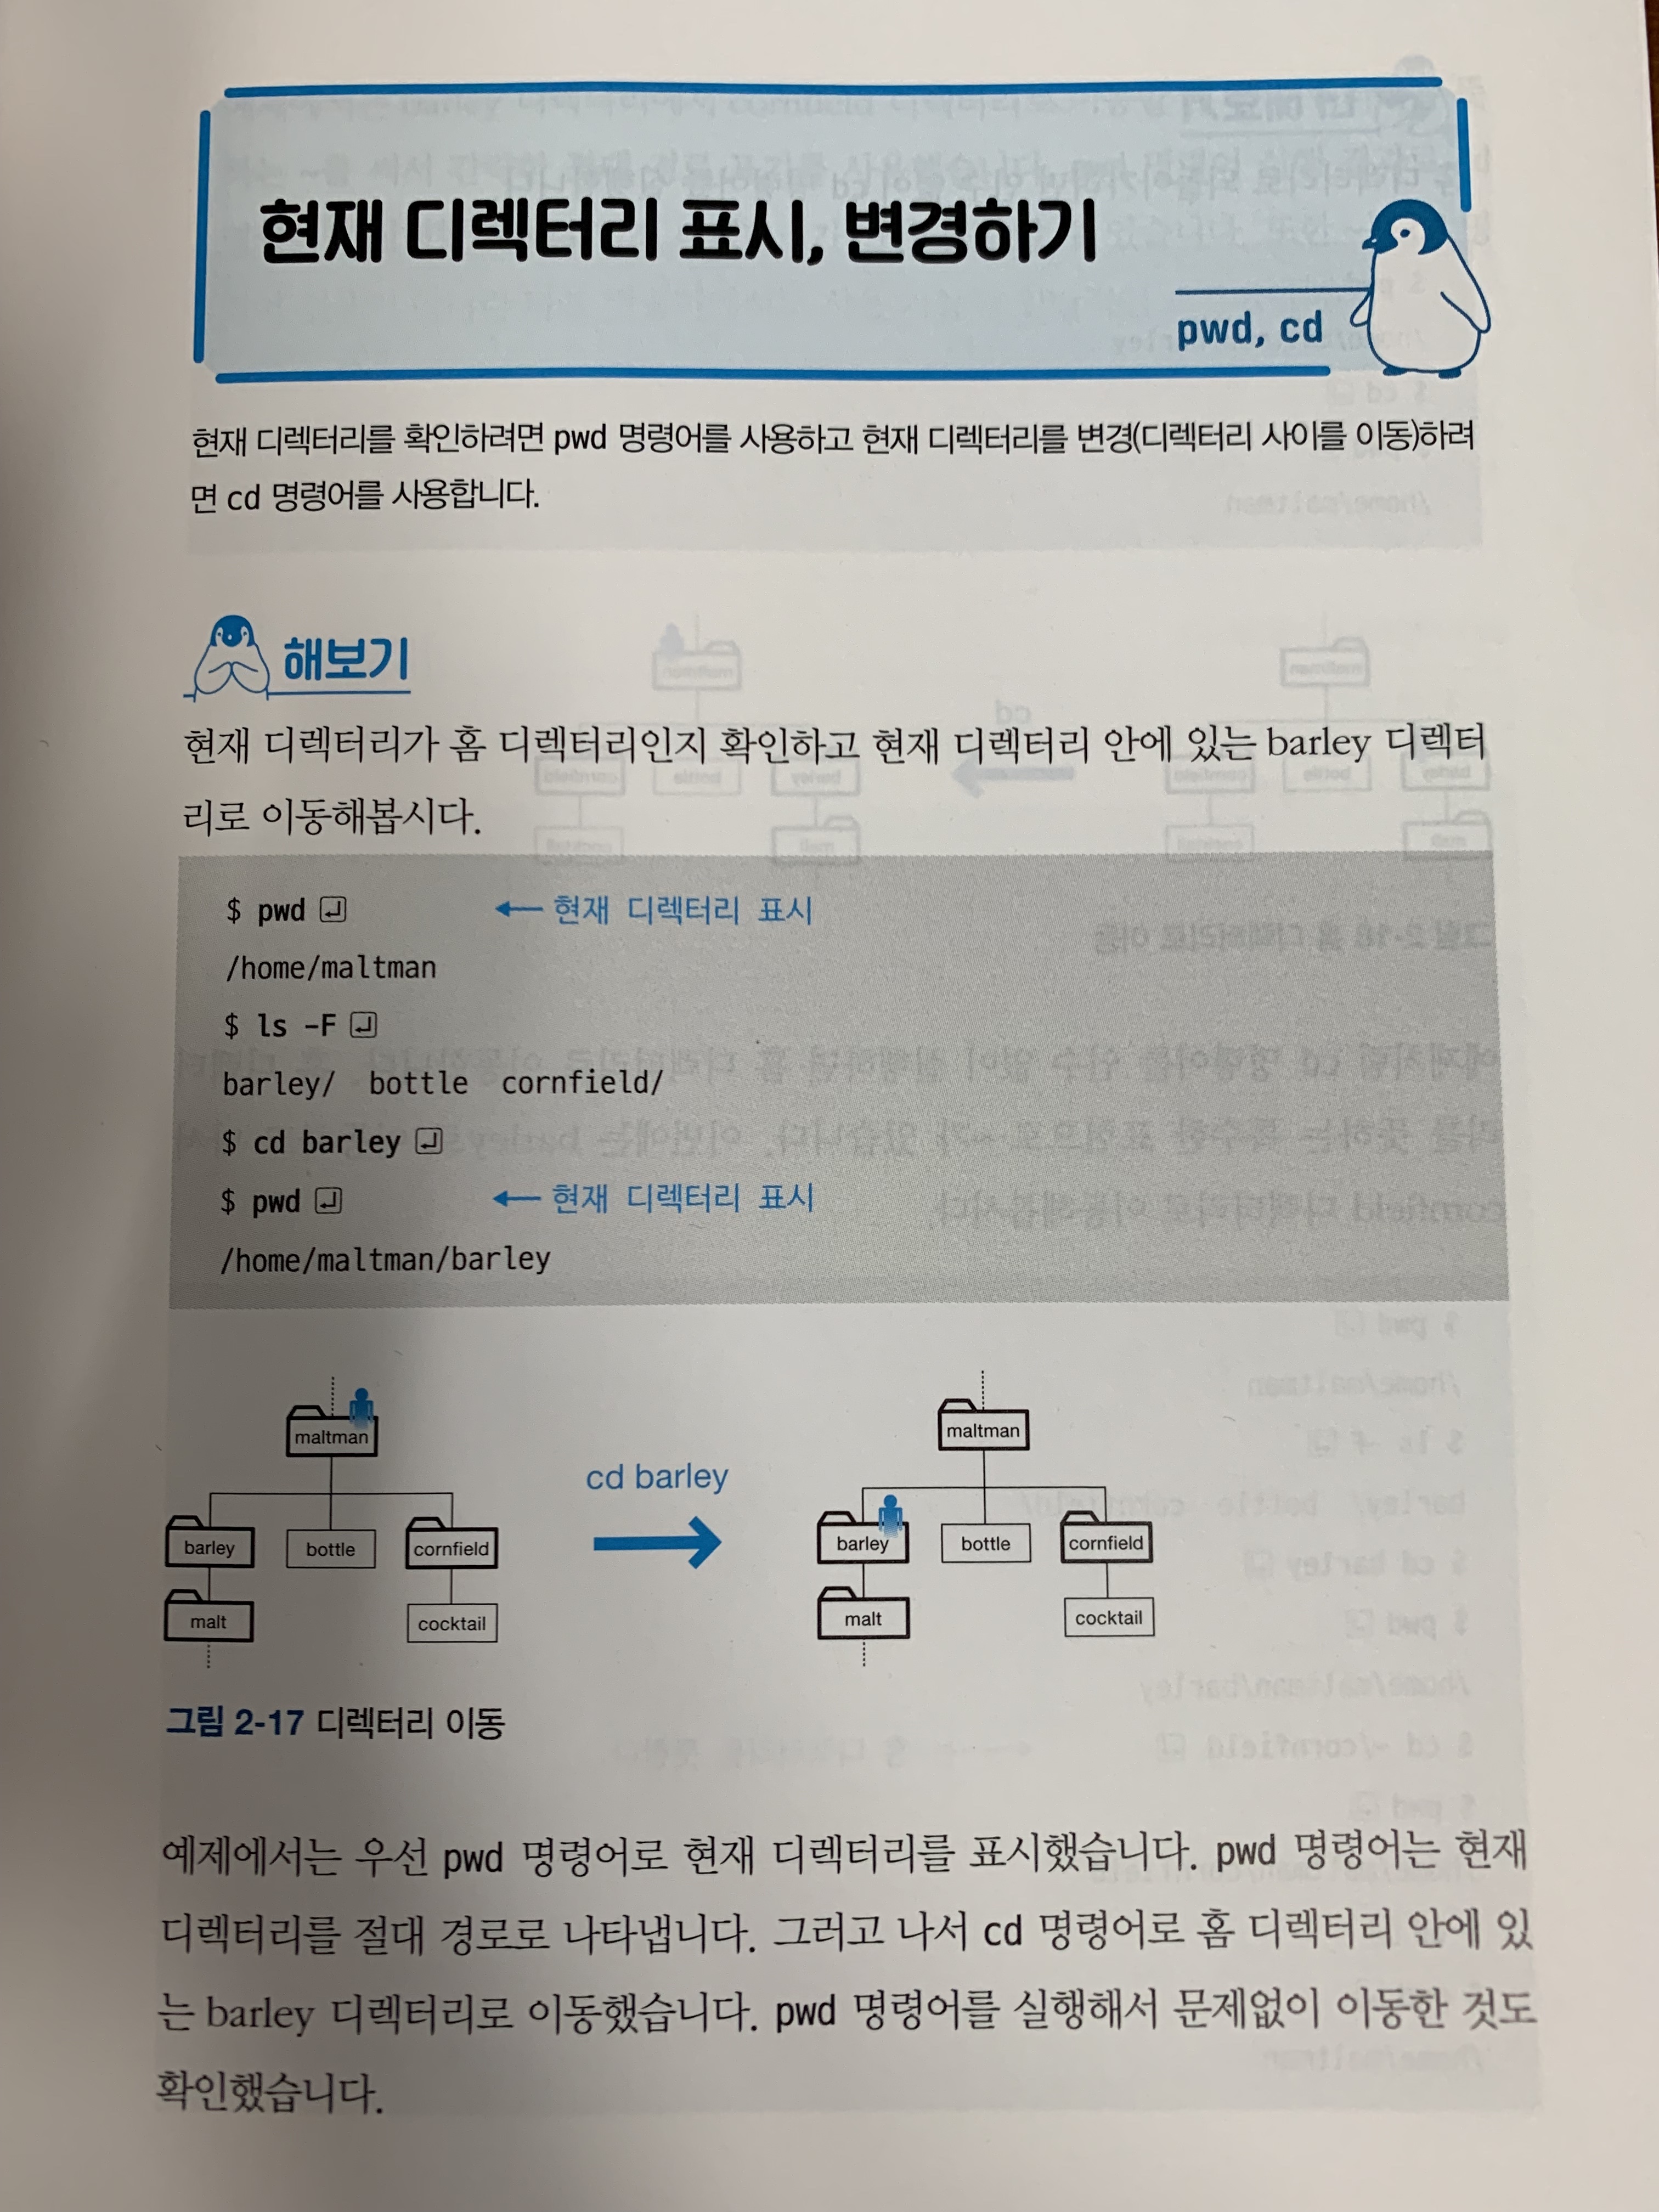 현재 디렉터리 표시, 변경하기
pwd, cd
현재 디렉터리를 확인하려면 pwd 명령어를 사용하고 현재 디렉터리를 변경(디렉터리 사이를 이동)하려
면 cd 명령어를 사용합니다.
해보기
현재 디렉터리가 홈 디렉터리인지 확인하고 현재 디렉터리 안에 있는 barley 디렉터
리로 이동해봅시다.
$ pwd ↵ ← 현재 디렉터리 표시
/home/maltman
$ ls -F ↵
barley/ bottle cornfield/
$ cd barley ↵
$ pwd ↵ ← 현재 디렉터리 표시
/home/maltman/barley
maltman
barley bottle cornfield
malt cocktail
cd barley
maltman
barley bottle cornfield
malt cocktail
그림 2-17 디렉터리 이동
예제에서는 우선 pwd 명령어로 현재 디렉터리를 표시했습니다. pwd 명령어는 현재
디렉터리를 절대 경로로 나타냅니다. 그러고 나서 cd 명령어로 홈 디렉터리 안에 있
는 barley 디렉터리로 이동했습니다. pwd 명령어를 실행해서 문제없이 이동한 것도
확인했습니다.